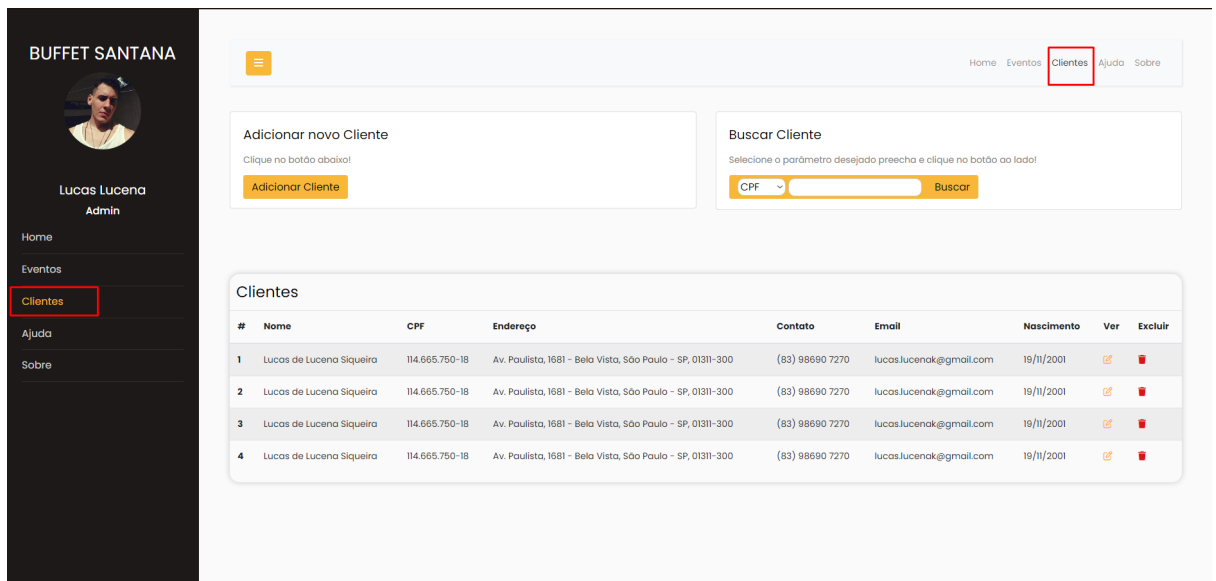 BUFFET SANTANA
Lucas Lucena
Admin
Home
Eventos
Clientes
Ajuda
Sobre
Home Eventos Clientes Ajuda Sobre
Adicionar novo Cliente
Clique no botão abaixo!
Adicionar Cliente
Buscar Cliente
Selecione o parâmetro desejado preecha e clique no botão ao lado!
CPF Buscar
Clientes
# Nome CPF Endereço Contato Email Nascimento Ver Excluir
1 Lucas de Lucena Siqueira 114.665.750-18 Av. Paulista, 1681 - Bela Vista, São Paulo - SP, 01311-300 (83) 98690 7270 lucas.lucenak@gmail.com 19/11/2001
2 Lucas de Lucena Siqueira 114.665.750-18 Av. Paulista, 1681 - Bela Vista, São Paulo - SP, 01311-300 (83) 98690 7270 lucas.lucenak@gmail.com 19/11/2001
3 Lucas de Lucena Siqueira 114.665.750-18 Av. Paulista, 1681 - Bela Vista, São Paulo - SP, 01311-300 (83) 98690 7270 lucas.lucenak@gmail.com 19/11/2001
4 Lucas de Lucena Siqueira 114.665.750-18 Av. Paulista, 1681 - Bela Vista, São Paulo - SP, 01311-300 (83) 98690 7270 lucas.lucenak@gmail.com 19/11/2001